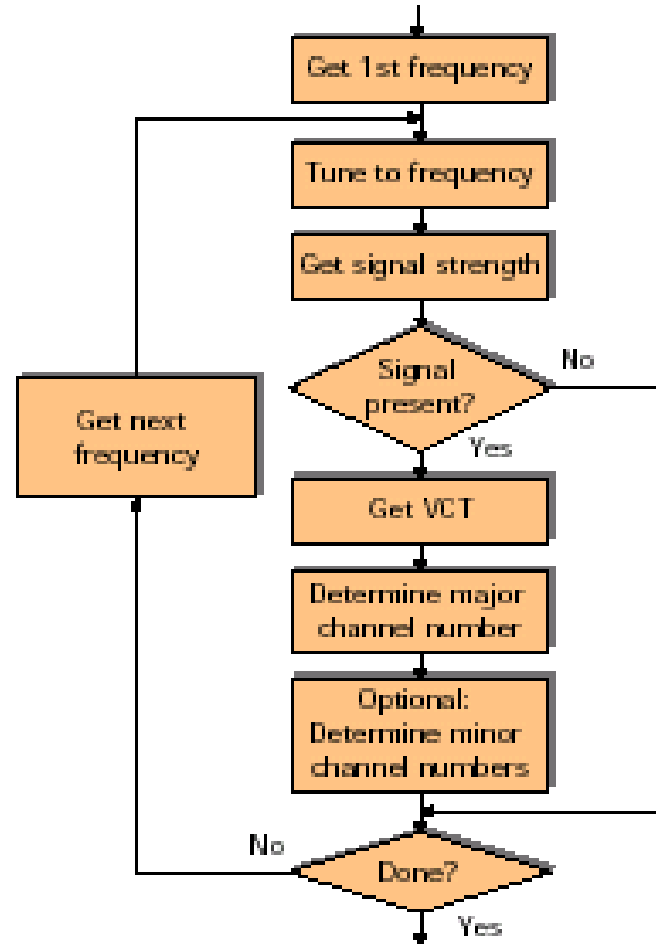 Get 1st frequency
Tune to frequency
Get signal strength
Signal
present?
No
Yes
Get next
frequency
Get VCT
Determine major
channel number
Optional:
Determine minor
channel numbers
No
Done?
Yes